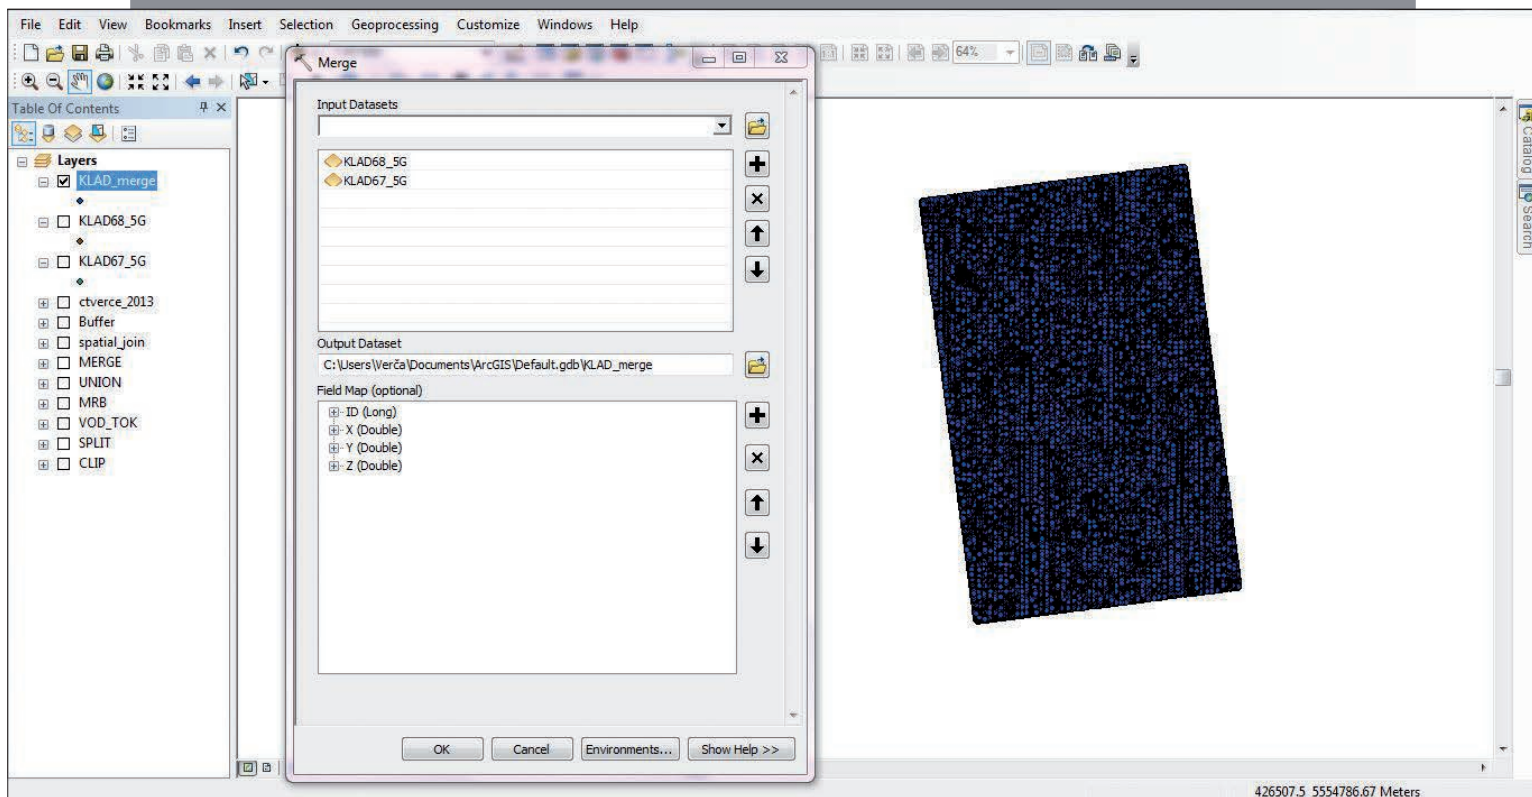 File Edit View Bookmarks Insert Selection Geoprocessing Customize Windows Help
64%
Table Of Contents
Layers
KLAD_merge
KLAD68_5G
KLAD67_5G
ctverce_2013
Buffer
spatial_join
MERGE
UNION
MRB
VOD_TOK
SPLIT
CLIP
Merge
Input Datasets
KLAD68_5G
KLAD67_5G
Output Dataset
C:\Users\Verča\Documents\ArcGIS\Default.gdb\KLAD_merge
Field Map (optional)
ID (Long)
X (Double)
Y (Double)
Z (Double)
OK Cancel Environments... Show Help >>
Catalog
Search
426507.5 5554786.67 Meters